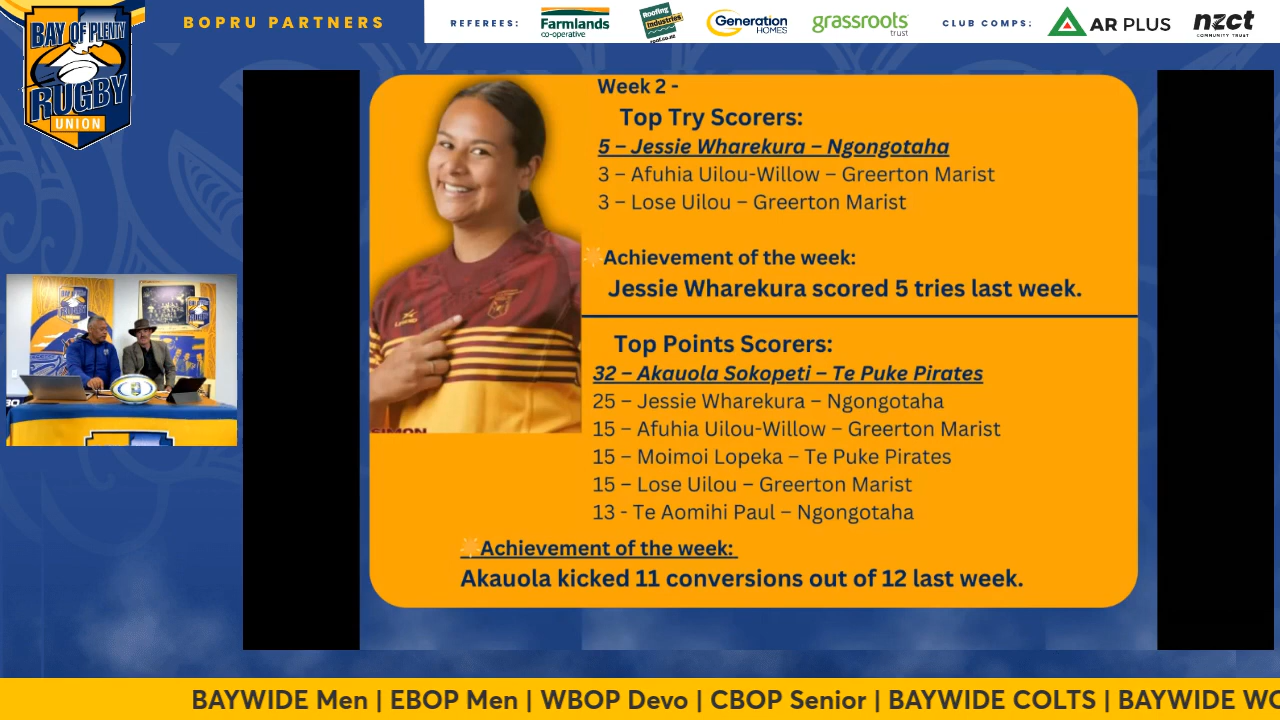 BOPRU PARTNERS
REFEREES:
Farmlands
co-operative
Roofing
Industries
Generation
HOMES
grassroots
trust
CLUB COMPS:
AR PLUS
nzct
COMMUNITY TRUST
BAY OF PLENTY
RUGBY
UNION
Week 2 -
Top Try Scorers:
5 – Jessie Wharekura – Ngongotaha
3 – Afuhia Uilou-Willow – Greerton Marist
3 – Lose Uilou – Greerton Marist
Achievement of the week:
Jessie Wharekura scored 5 tries last week.
Top Points Scorers:
32 – Akauola Sokopeti – Te Puke Pirates
25 – Jessie Wharekura – Ngongotaha
15 – Afuhia Uilou-Willow – Greerton Marist
15 – Moimoi Lopeka – Te Puke Pirates
15 – Lose Uilou – Greerton Marist
13 - Te Aomihi Paul – Ngongotaha
Achievement of the week:
Akauola kicked 11 conversions out of 12 last week.
BAYWIDE Men | EBOP Men | WBOP Devo | CBOP Senior | BAYWIDE COLTS | BAYWIDE WO